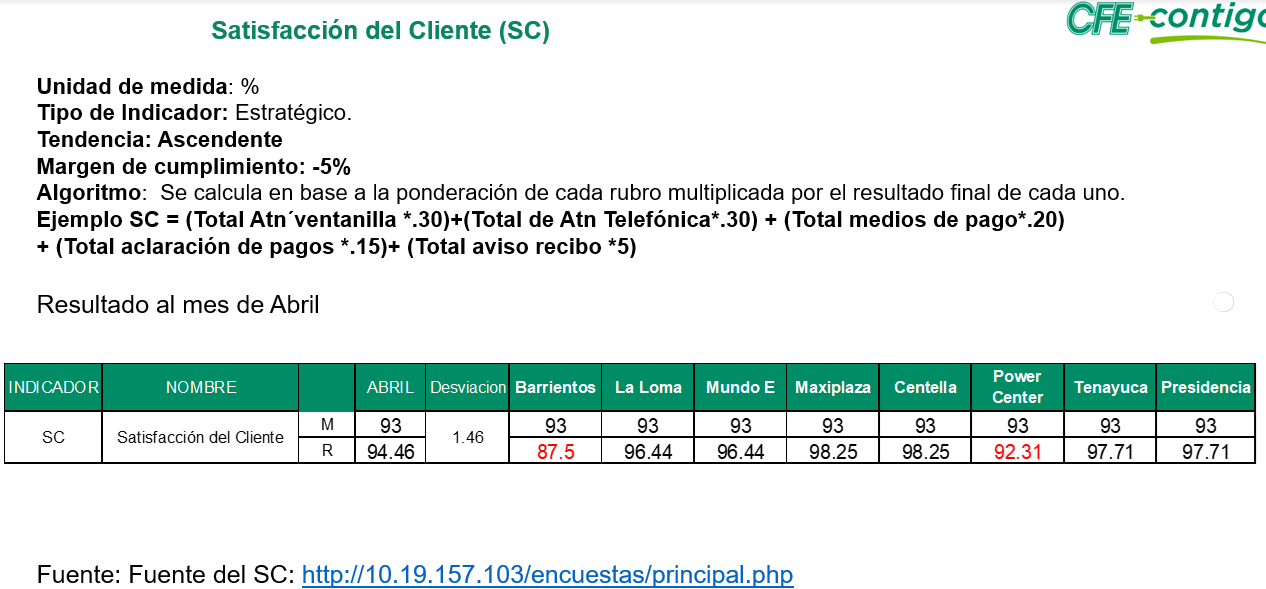 Satisfacción del Cliente (SC)
CFE contigo
Unidad de medida: %
Tipo de Indicador: Estratégico.
Tendencia: Ascendente
Margen de cumplimiento: -5%
Algoritmo:  Se calcula en base a la ponderación de cada rubro multiplicada por el resultado final de cada uno.
Ejemplo SC = (Total Atn´ventanilla *.30)+(Total de Atn Telefónica*.30) + (Total medios de pago*.20)
+ (Total aclaración de pagos *.15)+ (Total aviso recibo *5)
Resultado al mes de Abril
INDICADOR NOMBRE ABRIL Desviacion Barrientos La Loma Mundo E Maxiplaza Centella Power Center Tenayuca Presidencia
SC Satisfacción del Cliente M 93 1.46 93 93 93 93 93 93 93 93
R 94.46 87.5 96.44 96.44 98.25 98.25 92.31 97.71 97.71
Fuente: Fuente del SC: http://10.19.157.103/encuestas/principal.php